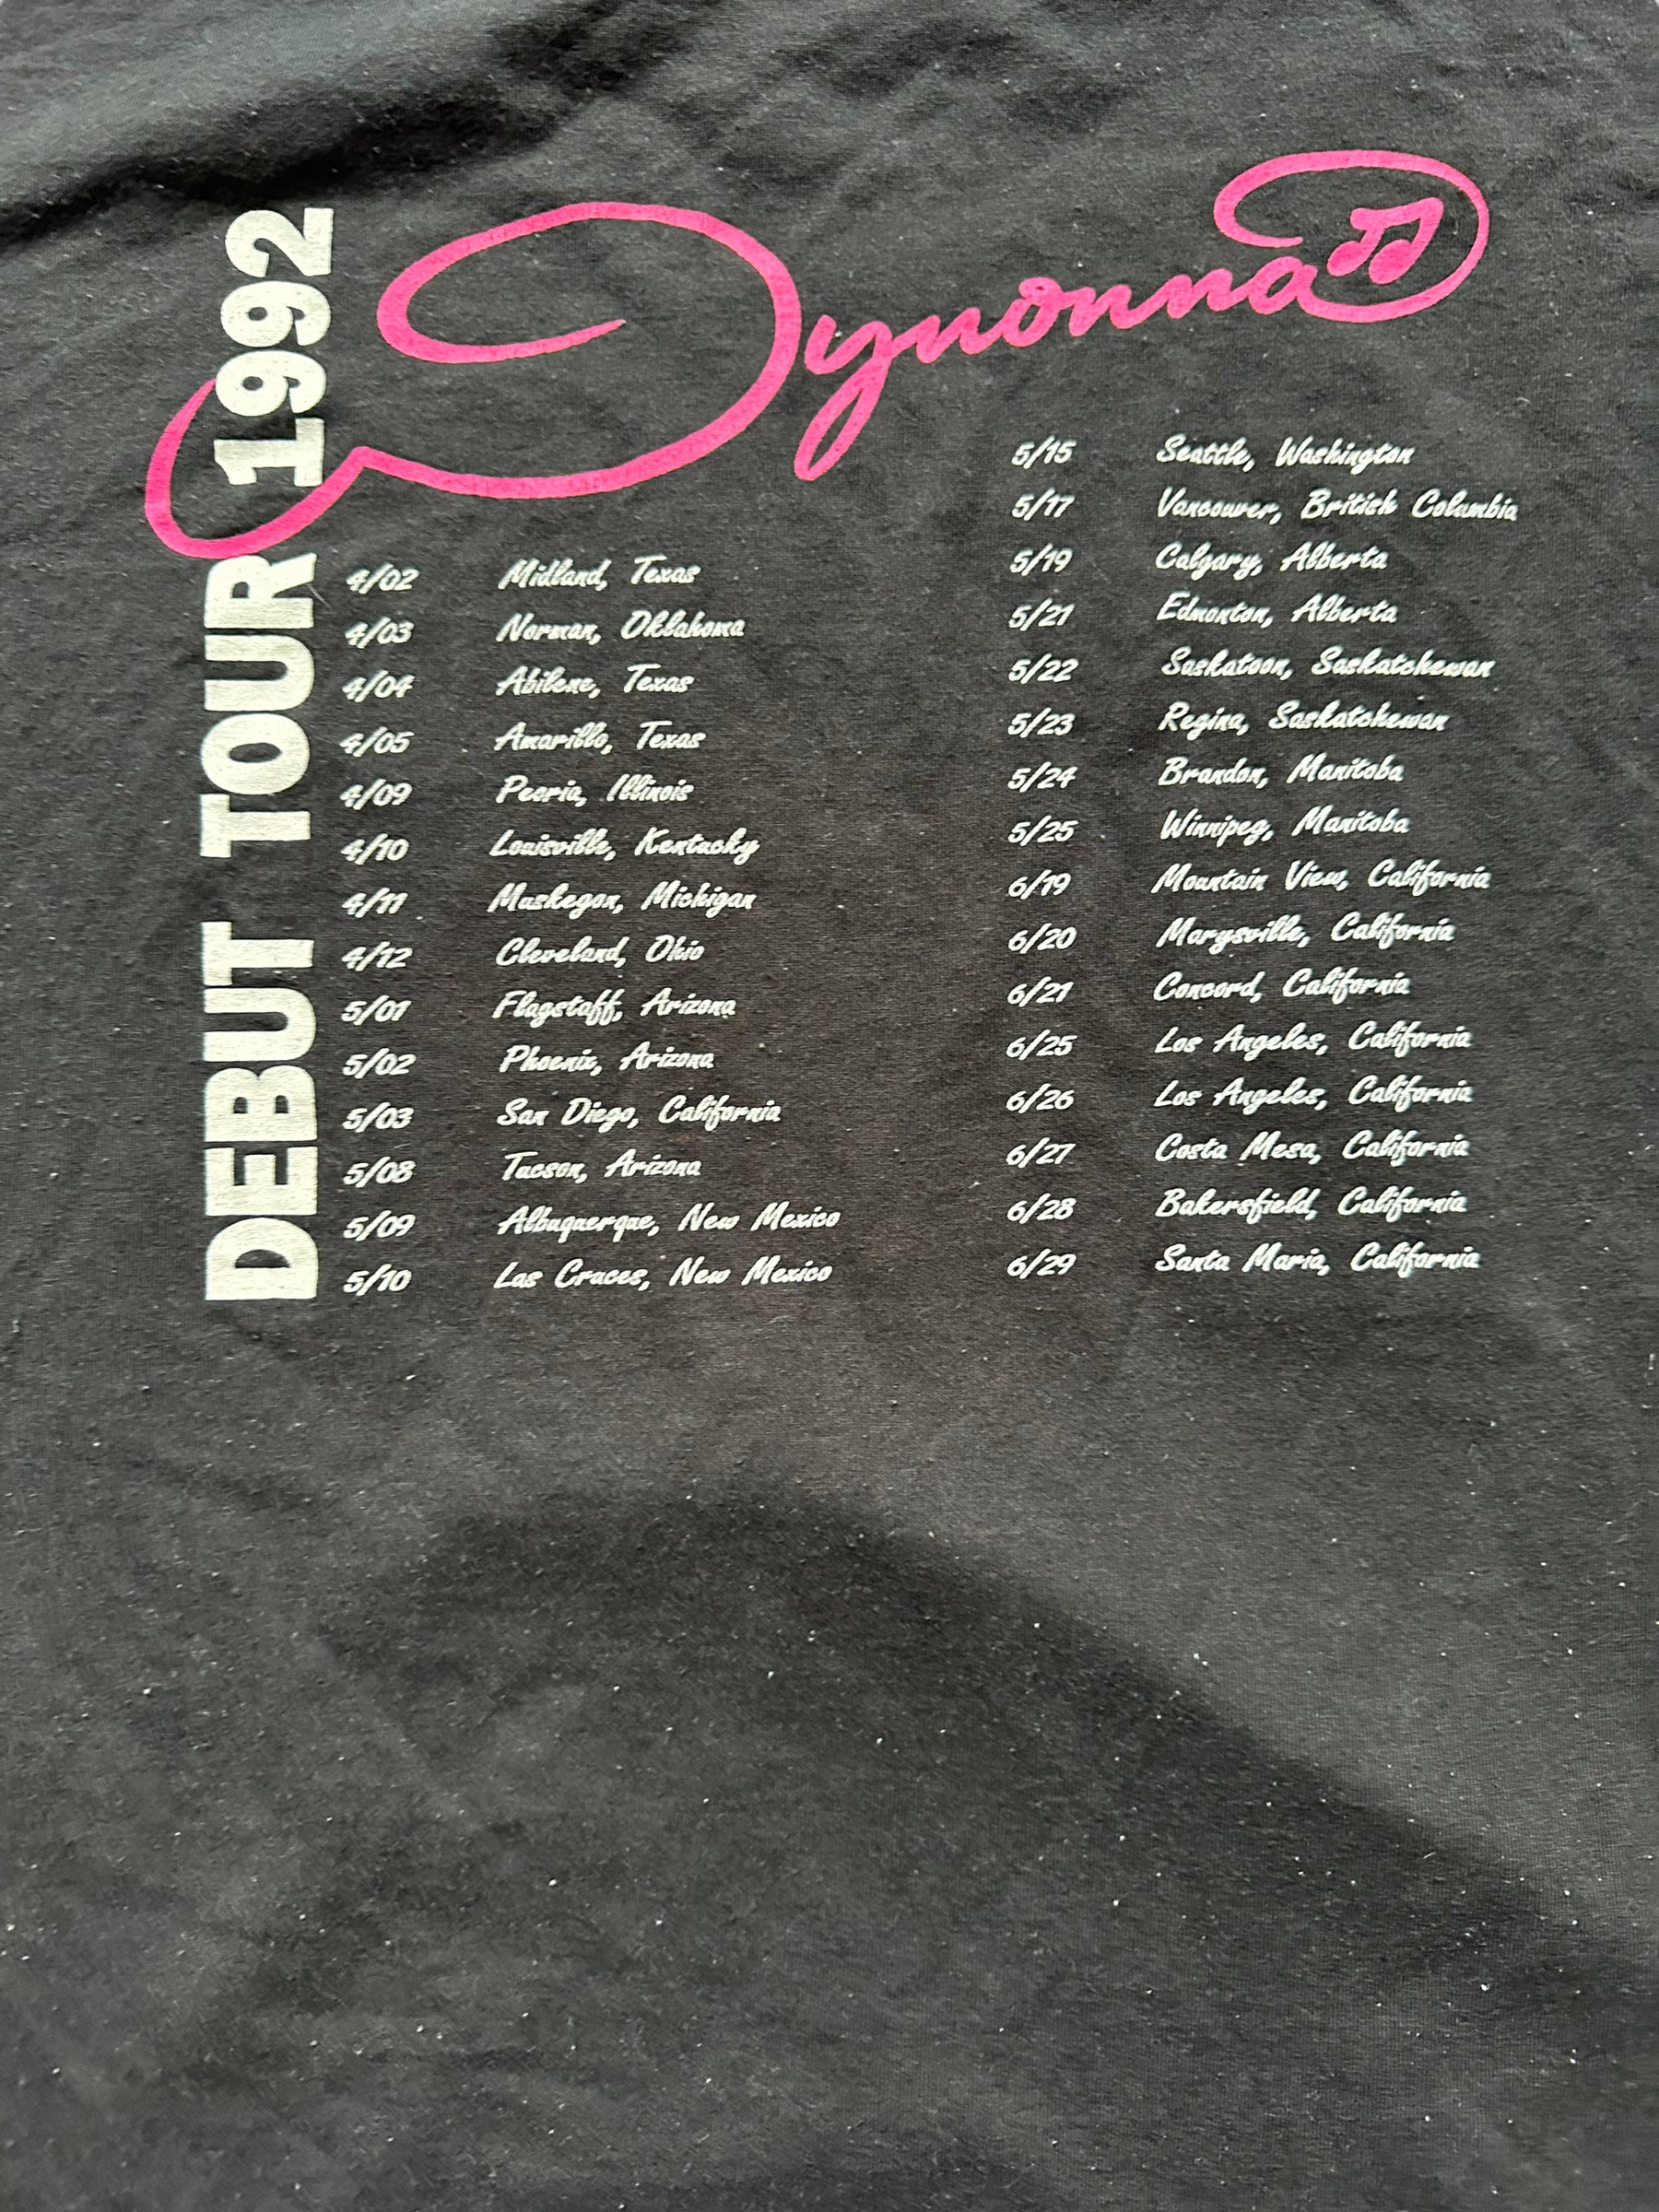 DEBUT TOUR 1992
Wynonna
4/02 Midland, Texas
4/03 Norman, Oklahoma
4/04 Abilene, Texas
4/05 Amarillo, Texas
4/09 Peoria, Illinois
4/10 Louisville, Kentucky
4/11 Muskegon, Michigan
4/12 Cleveland, Ohio
5/01 Flagstaff, Arizona
5/02 Phoenix, Arizona
5/03 San Diego, California
5/08 Tucson, Arizona
5/09 Albuquerque, New Mexico
5/10 Las Cruces, New Mexico
5/15 Seattle, Washington
5/17 Vancouver, British Columbia
5/19 Calgary, Alberta
5/21 Edmonton, Alberta
5/22 Saskatoon, Saskatchewan
5/23 Regina, Saskatchewan
5/24 Brandon, Manitoba
5/25 Winnipeg, Manitoba
6/19 Mountain View, California
6/20 Marysville, California
6/21 Concord, California
6/25 Los Angeles, California
6/26 Los Angeles, California
6/27 Costa Mesa, California
6/28 Bakersfield, California
6/29 Santa Maria, California